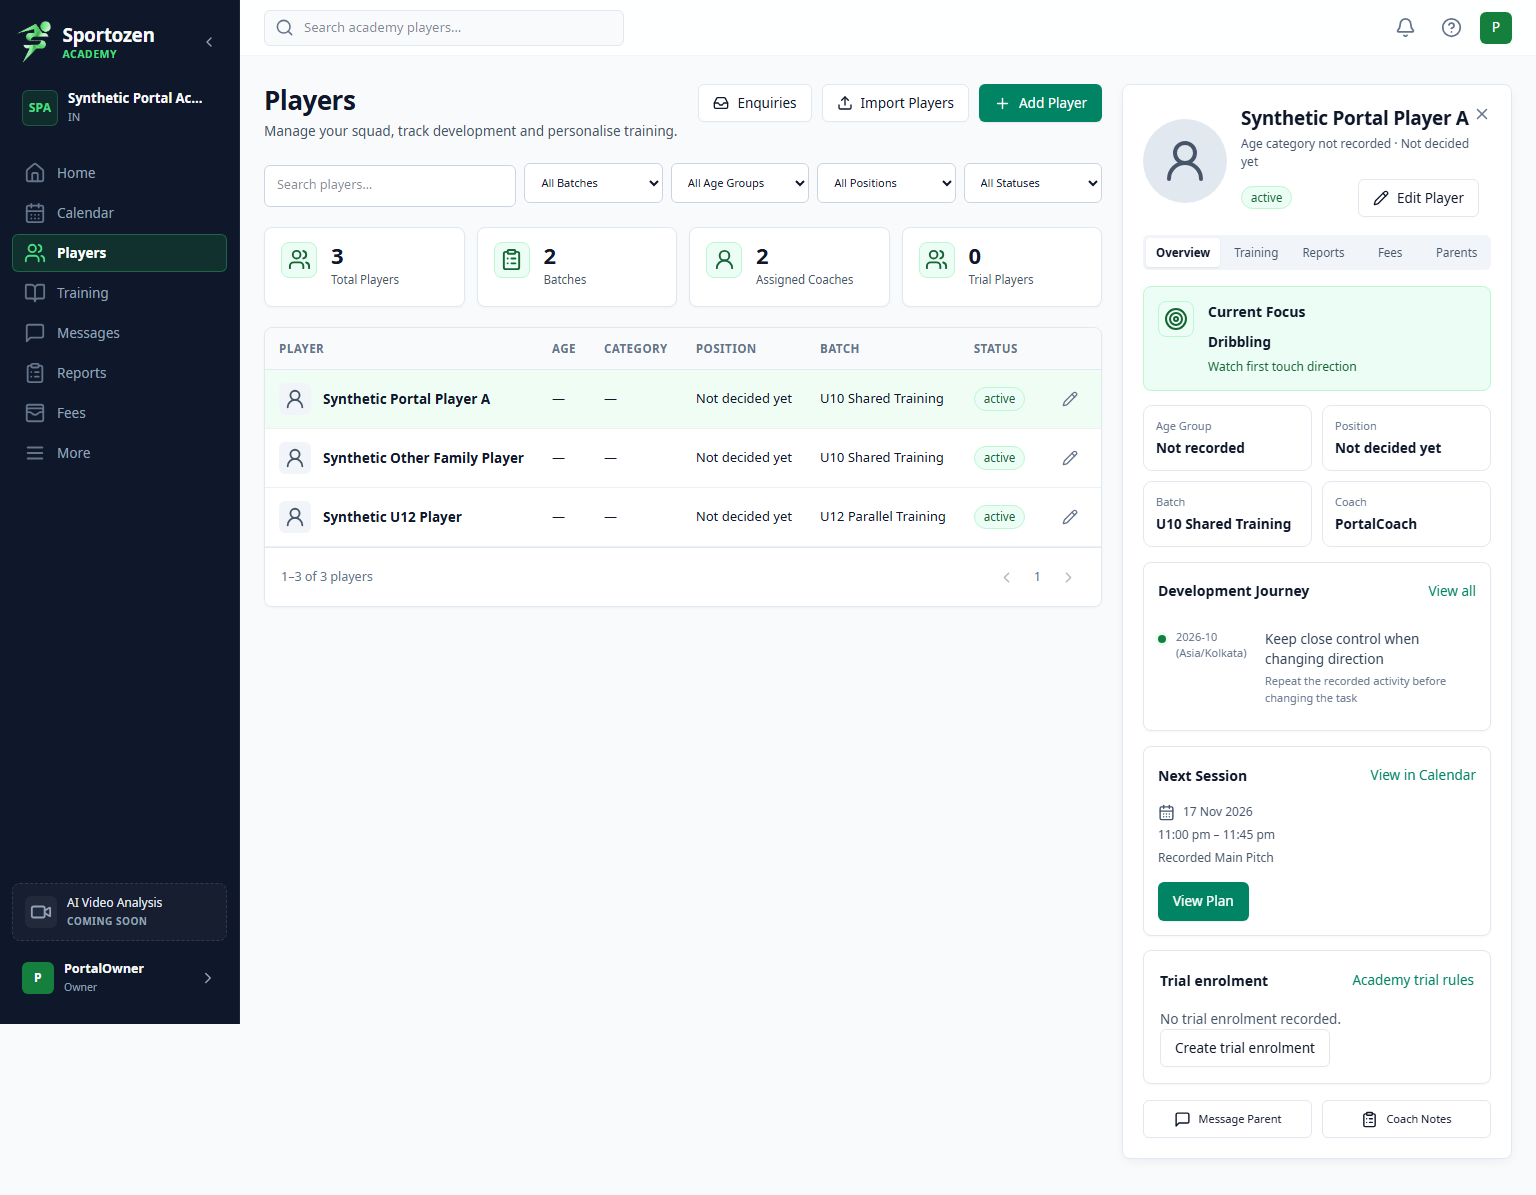 Sportozen
ACADEMY
SPA
Synthetic Portal Ac...
IN
Home
Calendar
Players
Training
Messages
Reports
Fees
More
AI Video Analysis
COMING SOON
P
PortalOwner
Owner
Search academy players...
P
Players
Manage your squad, track development and personalise training.
Enquiries
Import Players
Add Player
Search players...
All Batches
All Age Groups
All Positions
All Statuses
3
Total Players
2
Batches
2
Assigned Coaches
0
Trial Players
PLAYER AGE CATEGORY POSITION BATCH STATUS
Synthetic Portal Player A — — Not decided yet U10 Shared Training active
Synthetic Other Family Player — — Not decided yet U10 Shared Training active
Synthetic U12 Player — — Not decided yet U12 Parallel Training active
1–3 of 3 players
1
Synthetic Portal Player A
Age category not recorded · Not decided
yet
active
Edit Player
Overview
Training
Reports
Fees
Parents
Current Focus
Dribbling
Watch first touch direction
Age Group
Not recorded
Position
Not decided yet
Batch
U10 Shared Training
Coach
PortalCoach
Development Journey
View all
2026-10
(Asia/Kolkata)
Keep close control when
changing direction
Repeat the recorded activity before
changing the task
Next Session
View in Calendar
17 Nov 2026
11:00 pm – 11:45 pm
Recorded Main Pitch
View Plan
Trial enrolment
Academy trial rules
No trial enrolment recorded.
Create trial enrolment
Message Parent
Coach Notes